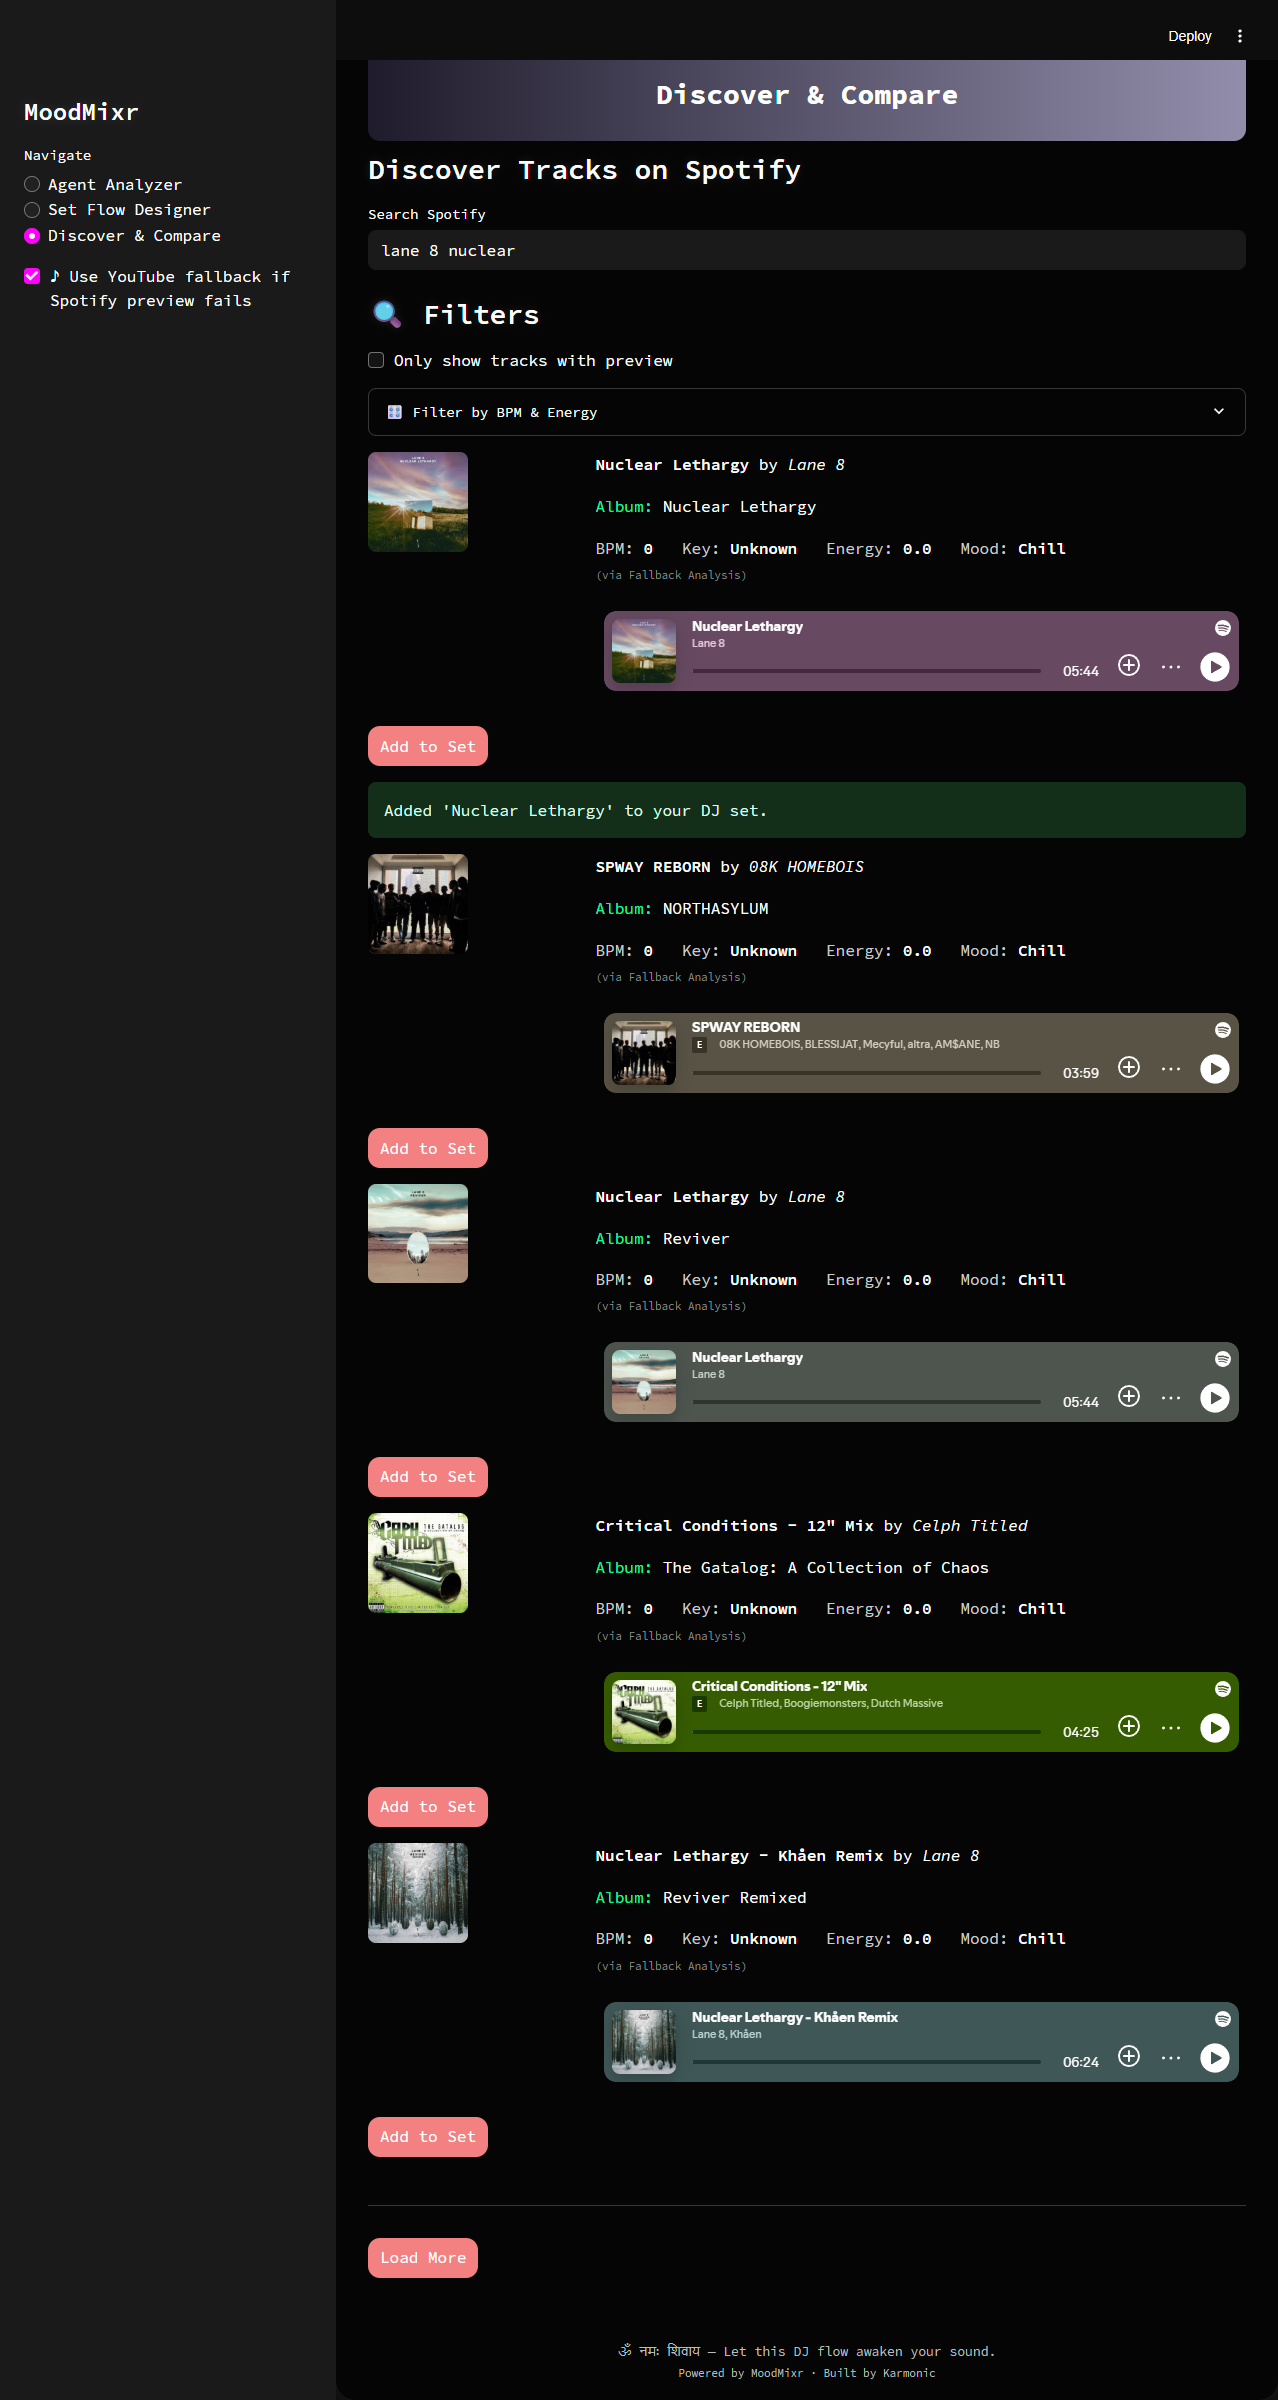 Deploy
MoodMixr
Navigate
Agent Analyzer
Set Flow Designer
Discover & Compare
♪ Use YouTube fallback if
Spotify preview fails
Discover & Compare
Discover Tracks on Spotify
Search Spotify
lane 8 nuclear
🔍 Filters
Only show tracks with preview
🎛️ Filter by BPM & Energy
Nuclear Lethargy by Lane 8
Album: Nuclear Lethargy
BPM: 0 Key: Unknown Energy: 0.0 Mood: Chill
(via Fallback Analysis)
Nuclear Lethargy
Lane 8
05:44
Add to Set
Added 'Nuclear Lethargy' to your DJ set.
SPWAY REBORN by 08K HOMEBOIS
Album: NORTHASYLUM
BPM: 0 Key: Unknown Energy: 0.0 Mood: Chill
(via Fallback Analysis)
SPWAY REBORN
E 08K HOMEBOIS, BLESSIJAT, Mecyful, altra, AM$ANE, NB
03:59
Add to Set
Nuclear Lethargy by Lane 8
Album: Reviver
BPM: 0 Key: Unknown Energy: 0.0 Mood: Chill
(via Fallback Analysis)
Nuclear Lethargy
Lane 8
05:44
Add to Set
CELPH TITLED
THE GATALOG
Critical Conditions - 12" Mix by Celph Titled
Album: The Gatalog: A Collection of Chaos
BPM: 0 Key: Unknown Energy: 0.0 Mood: Chill
(via Fallback Analysis)
Critical Conditions - 12" Mix
E Celph Titled, Boogiemonsters, Dutch Massive
04:25
Add to Set
Nuclear Lethargy - Khåen Remix by Lane 8
Album: Reviver Remixed
BPM: 0 Key: Unknown Energy: 0.0 Mood: Chill
(via Fallback Analysis)
Nuclear Lethargy - Khåen Remix
Lane 8, Khåen
06:24
Add to Set
Load More
ॐ नमः शिवाय — Let this DJ flow awaken your sound.
Powered by MoodMixr · Built by Karmonic